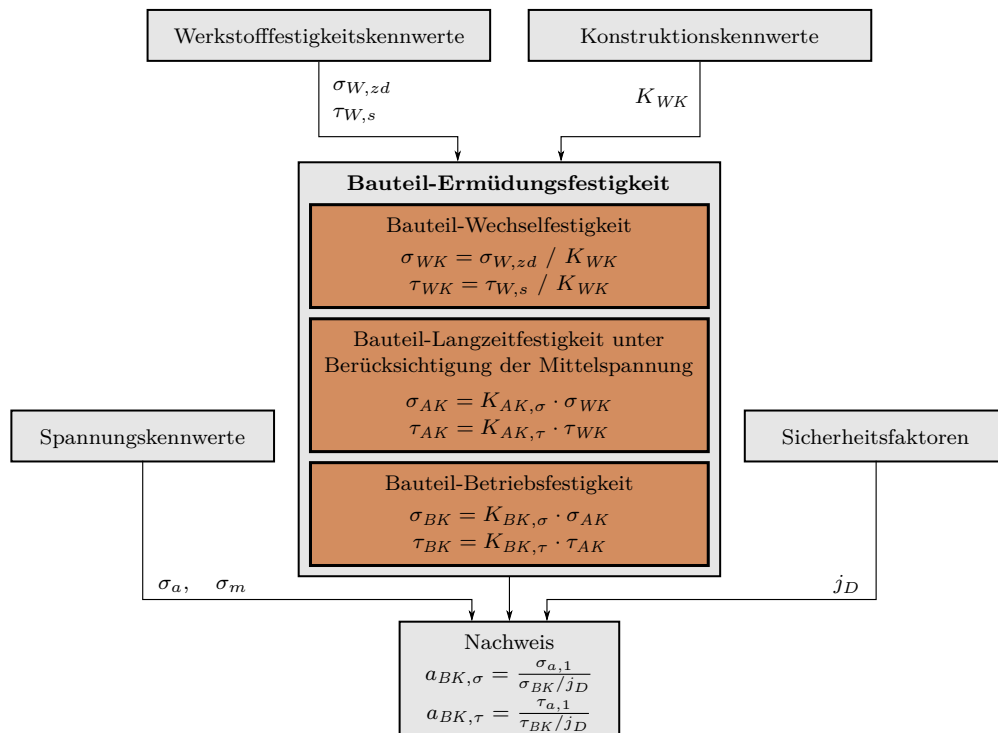 Werkstofffestigkeitskennwerte
Konstruktionskennwerte
σ_{W,zd}
τ_{W,s}
K_{WK}
Bauteil-Ermüdungsfestigkeit
Bauteil-Wechselfestigkeit
σ_{WK} = σ_{W,zd} / K_{WK}
τ_{WK} = τ_{W,s} / K_{WK}
Bauteil-Langzeitfestigkeit unter
Berücksichtigung der Mittelspannung
σ_{AK} = K_{AK,σ} · σ_{WK}
τ_{AK} = K_{AK,τ} · τ_{WK}
Spannungskennwerte
Sicherheitsfaktoren
Bauteil-Betriebsfestigkeit
σ_{BK} = K_{BK,σ} · σ_{AK}
τ_{BK} = K_{BK,τ} · τ_{AK}
σ_a, σ_m
j_D
Nachweis
a_{BK,σ} = \frac{σ_{a,1}}{σ_{BK}/j_D}
a_{BK,τ} = \frac{τ_{a,1}}{τ_{BK}/j_D}